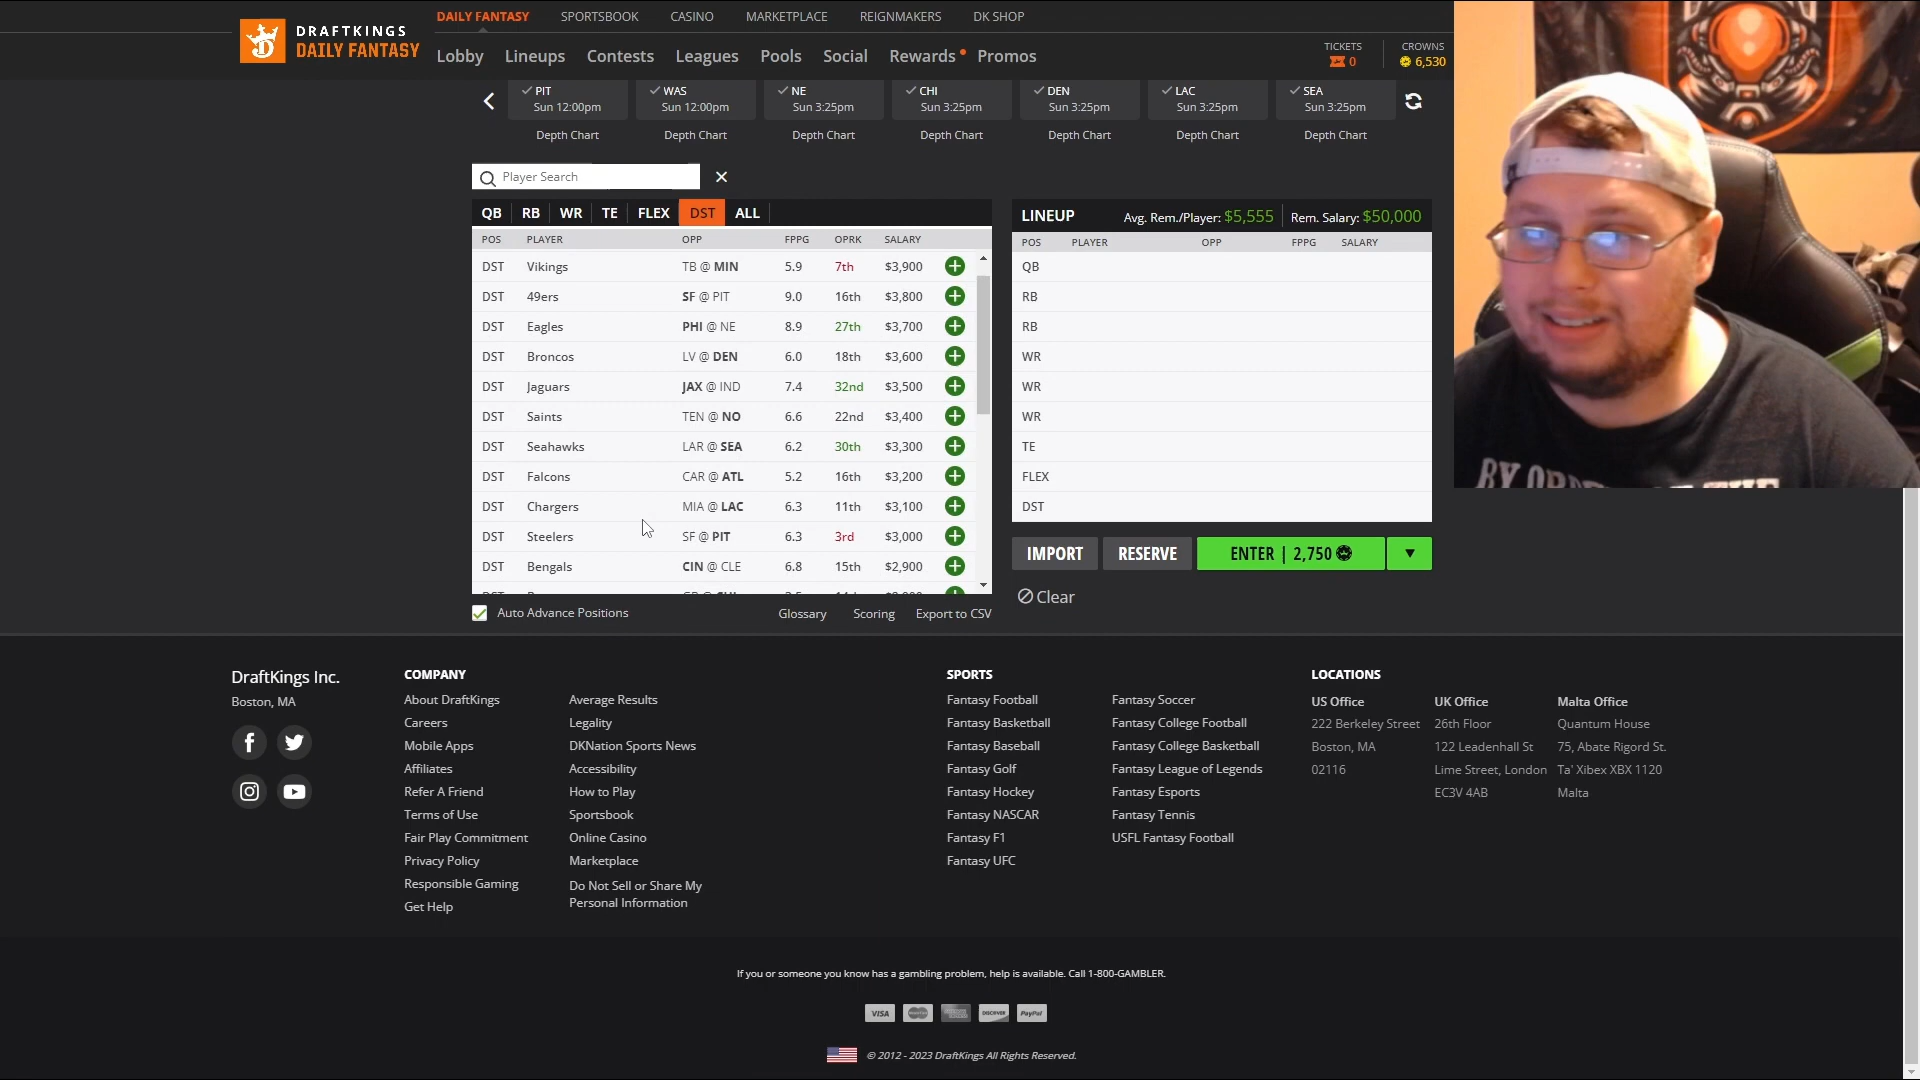 DAILY FANTASY SPORTSBOOK CASINO MARKETPLACE REIGNMAKERS DK SHOP
DRAFTKINGS
DAILY FANTASY
Lobby Lineups Contests Leagues Pools Social Rewards Promos
TICKETS
0
CROWNS
6,530
PIT WAS NE CHI DEN LAC SEA
Sun 12:00pm Sun 12:00pm Sun 3:25pm Sun 3:25pm Sun 3:25pm Sun 3:25pm Sun 3:25pm
Depth Chart Depth Chart Depth Chart Depth Chart Depth Chart Depth Chart Depth Chart
Player Search
QB RB WR TE FLEX DST ALL
POS PLAYER OPP FPPG OPRK SALARY
DST Vikings TB @ MIN 5.9 7th $3,900
DST 49ers SF @ PIT 9.0 16th $3,800
DST Eagles PHI @ NE 8.9 27th $3,700
DST Broncos LV @ DEN 6.0 18th $3,600
DST Jaguars JAX @ IND 7.4 32nd $3,500
DST Saints TEN @ NO 6.6 22nd $3,400
DST Seahawks LAR @ SEA 6.2 30th $3,300
DST Falcons CAR @ ATL 5.2 16th $3,200
DST Chargers MIA @ LAC 6.3 11th $3,100
DST Steelers SF @ PIT 6.3 3rd $3,000
DST Bengals CIN @ CLE 6.8 15th $2,900
Auto Advance Positions Glossary Scoring Export to CSV
LINEUP Avg. Rem./Player: $5,555 Rem. Salary: $50,000
POS PLAYER OPP FPPG SALARY
QB
RB
RB
WR
WR
WR
TE
FLEX
DST
IMPORT RESERVE ENTER | 2,750
Clear
DraftKings Inc.
Boston, MA
COMPANY
About DraftKings
Careers
Mobile Apps
Affiliates
Refer A Friend
Terms of Use
Fair Play Commitment
Privacy Policy
Responsible Gaming
Get Help
Average Results
Legality
DKNation Sports News
Accessibility
How to Play
Sportsbook
Online Casino
Marketplace
Do Not Sell or Share My
Personal Information
SPORTS
Fantasy Football
Fantasy Basketball
Fantasy Baseball
Fantasy Golf
Fantasy Hockey
Fantasy NASCAR
Fantasy F1
Fantasy UFC
Fantasy Soccer
Fantasy College Football
Fantasy College Basketball
Fantasy League of Legends
Fantasy Esports
Fantasy Tennis
USFL Fantasy Football
LOCATIONS
US Office
222 Berkeley Street
Boston, MA
02116
UK Office
26th Floor
122 Leadenhall St
Lime Street, London
EC3V 4AB
Malta Office
Quantum House
75, Abate Rigord St.
Ta' Xibex XBX 1120
Malta
If you or someone you know has a gambling problem, help is available. Call 1-800-GAMBLER.
VISA DISCOVER PayPal
© 2012 - 2023 DraftKings All Rights Reserved.